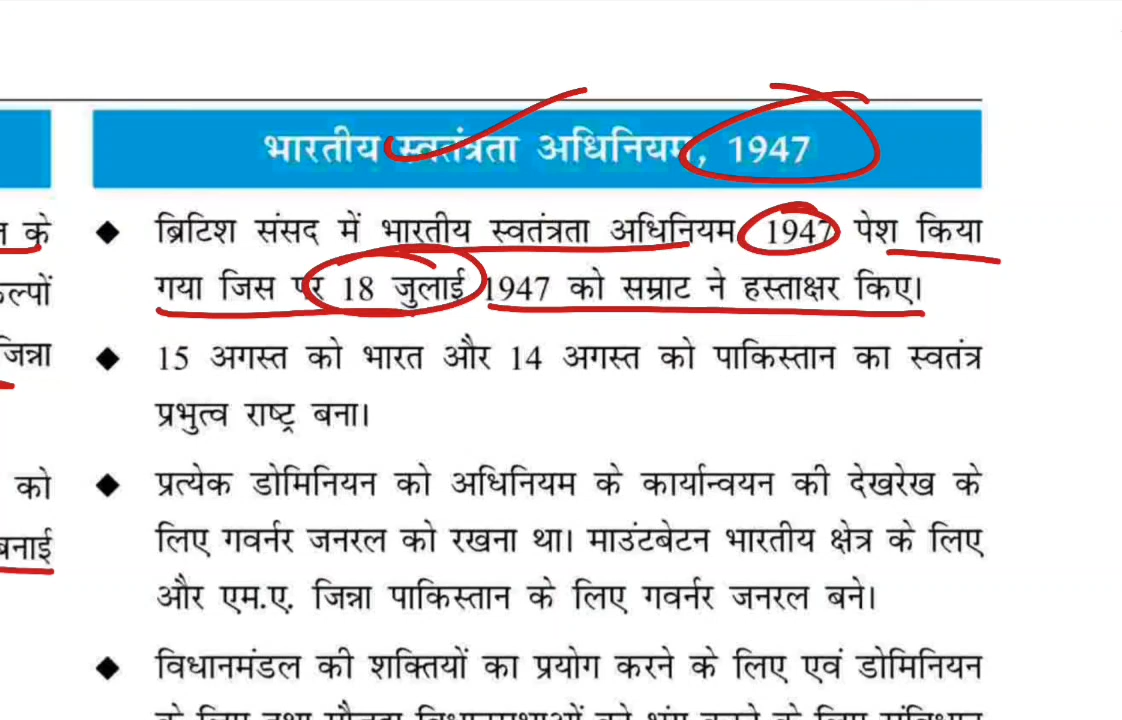 भारतीय स्वतंत्रता अधिनियम, 1947
के
ब्रिटिश संसद में भारतीय स्वतंत्रता अधिनियम 1947 पेश किया
गया जिस पर 18 जुलाई 1947 को सम्राट ने हस्ताक्षर किए।
जिन्ना
15 अगस्त को भारत और 14 अगस्त को पाकिस्तान का स्वतंत्र
प्रभुत्व राष्ट्र बना।
को
प्रत्येक डोमिनियन को अधिनियम के कार्यान्वयन की देखरेख के
लिए गवर्नर जनरल को रखना था। माउंटबेटन भारतीय क्षेत्र के लिए
बनाई
और एम.ए. जिन्ना पाकिस्तान के लिए गवर्नर जनरल बने।
विधानमंडल की शक्तियों का प्रयोग करने के लिए एवं डोमिनियन